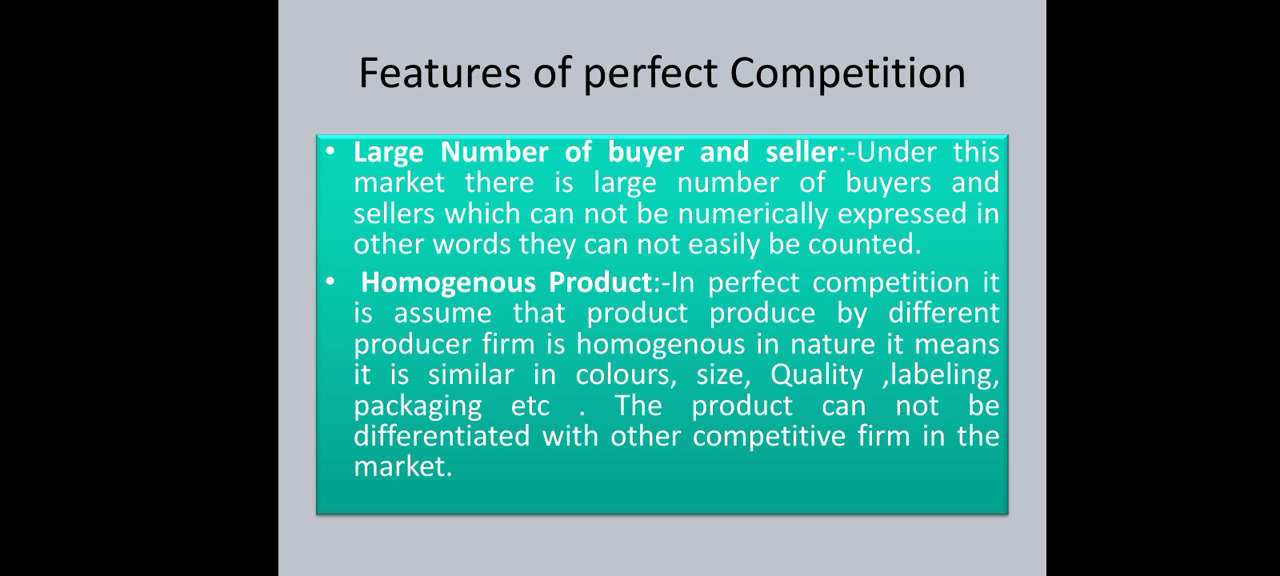 Features of perfect Competition
• Large Number of buyer and seller:-Under this
market there is large number of buyers and
sellers which can not be numerically expressed in
other words they can not easily be counted.
• Homogenous Product:-In perfect competition it
is assume that product produce by different
producer firm is homogenous in nature it means
it is similar in colours, size, Quality ,labeling,
packaging etc . The product can not be
differentiated with other competitive firm in the
market.